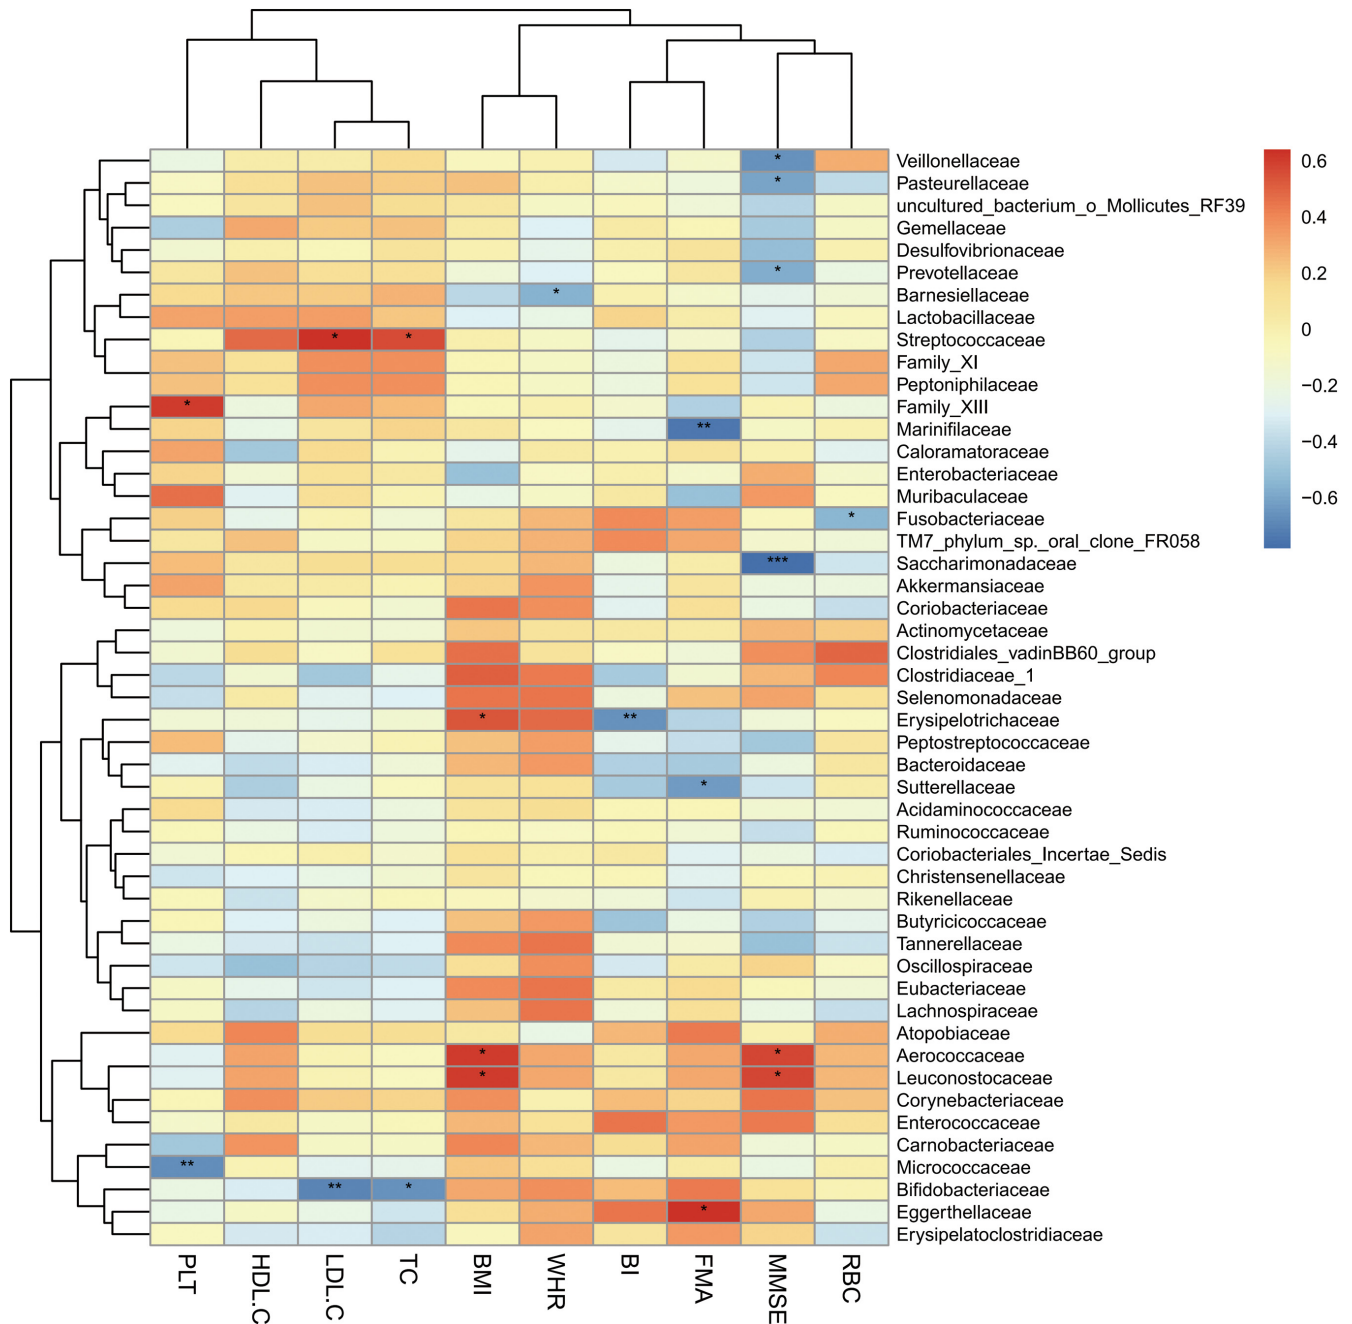 Veillonellaceae
*
Pasteurellaceae
*
uncultured_bacterium_o_Mollicutes_RF39
Gemellaceae
Desulfovibrionaceae
Prevotellaceae
*
Barnesiellaceae
*
Lactobacillaceae
Streptococcaceae
* *
Family_XI
Peptoniphilaceae
Family_XIII
*
Marinifilaceae
**
Caloramatoraceae
Enterobacteriaceae
Muribaculaceae
Fusobacteriaceae
*
TM7_phylum_sp._oral_clone_FR058
Saccharimonadaceae
***
Akkermansiaceae
Coriobacteriaceae
Actinomycetaceae
Clostridiales_vadinBB60_group
Clostridiaceae_1
Selenomonadaceae
Erysipelotrichaceae
* **
Peptostreptococcaceae
Bacteroidaceae
Sutterellaceae
*
Acidaminococcaceae
Ruminococcaceae
Coriobacteriales_Incertae_Sedis
Christensenellaceae
Rikenellaceae
Butyricicoccaceae
Tannerellaceae
Oscillospiraceae
Eubacteriaceae
Lachnospiraceae
Atopobiaceae
Aerococcaceae
* *
Leuconostocaceae
* *
Corynebacteriaceae
Enterococcaceae
Carnobacteriaceae
Micrococcaceae
**
Bifidobacteriaceae
** *
Eggerthellaceae
*
Erysipelatoclostridiaceae
PLT
HDL.C
LDL.C
TC
BMI
WHR
BI
FMA
MMSE
RBC
0.6
0.4
0.2
0
−0.2
−0.4
−0.6